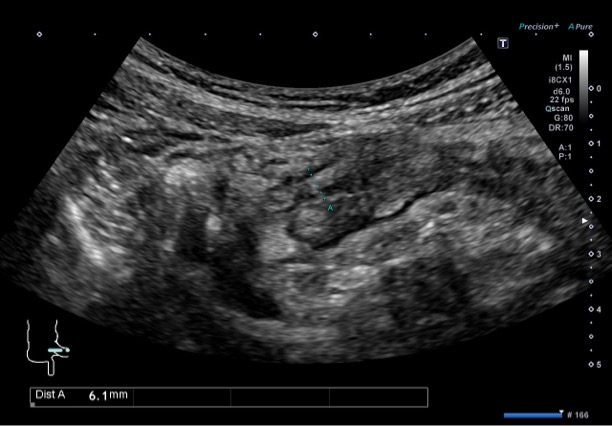 Precision+ A Pure
T
MI
(1.5)
i8CX1
d6.0
22 fps
Qscan
G:80
DR:70
A:1
P:1
0
1
2
3
4
5
A
Dist A 6.1mm
# 166